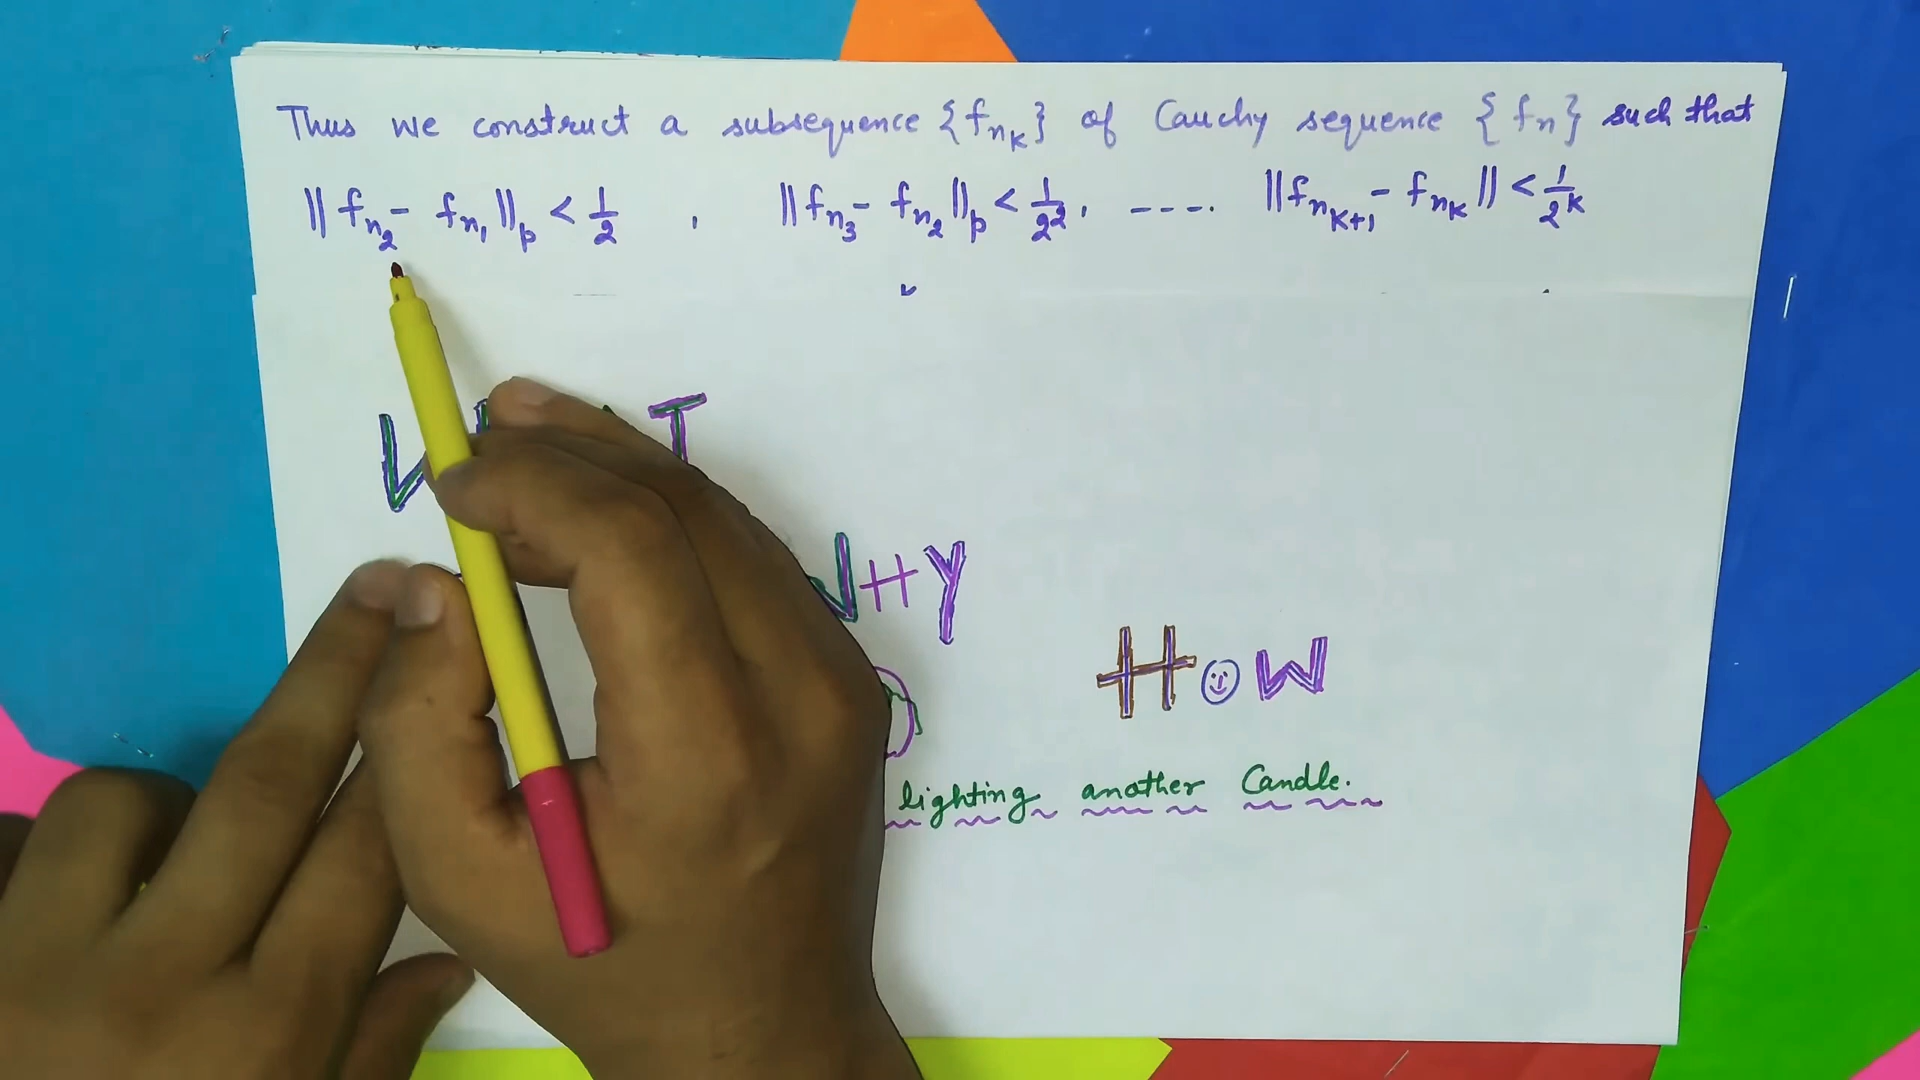 Thus we construct a subsequence {f_{n_k}} of Cauchy sequence {f_n} such that
||f_{n_2} - f_{n_1}||_p < 1/2 , ||f_{n_3} - f_{n_2}||_p < 1/2^2, ----. ||f_{n_{K+1}} - f_{n_K}|| < 1/2^K
WHY
HOW
lighting another Candle.